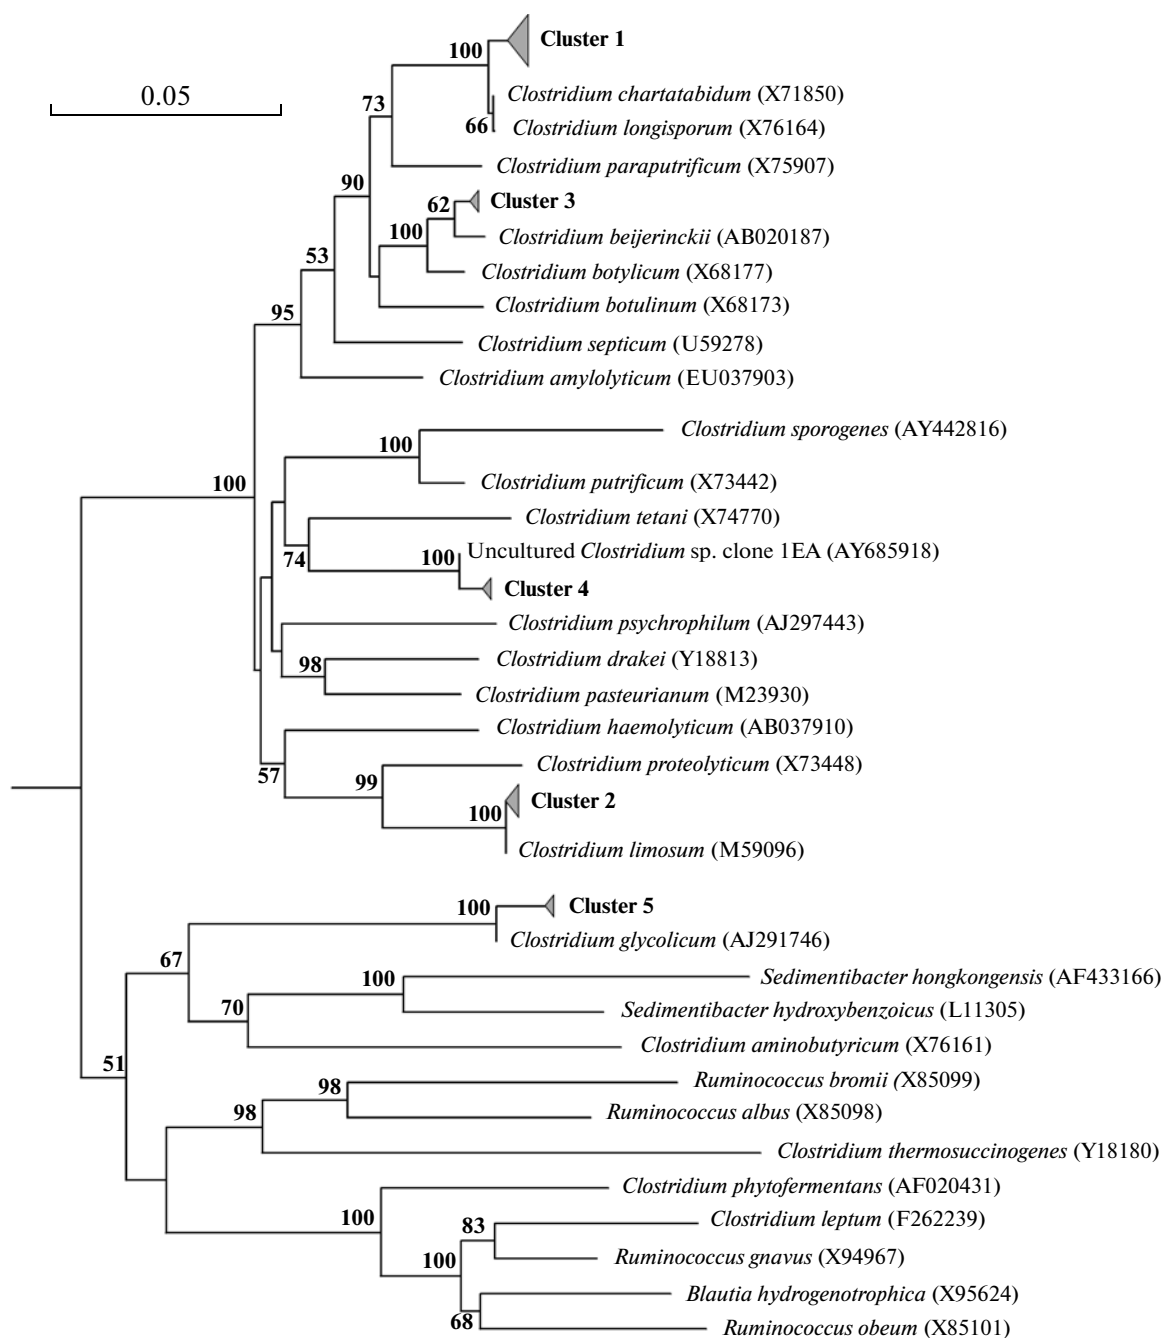 Cluster 1
100
Clostridium chartatabidum (X71850)
0.05
73
66
Clostridium longisporum (X76164)
Clostridium paraputrificum (X75907)
90
62
Cluster 3
100
Clostridium beijerinckii (AB020187)
53
Clostridium botylicum (X68177)
95
Clostridium botulinum (X68173)
Clostridium septicum (U59278)
Clostridium amylolyticum (EU037903)
Clostridium sporogenes (AY442816)
100
100
Clostridium putrificum (X73442)
Clostridium tetani (X74770)
74
100
Uncultured Clostridium sp. clone 1EA (AY685918)
Cluster 4
Clostridium psychrophilum (AJ297443)
98
Clostridium drakei (Y18813)
Clostridium pasteurianum (M23930)
Clostridium haemolyticum (AB037910)
57
99
Clostridium proteolyticum (X73448)
100
Cluster 2
Clostridium limosum (M59096)
100
Cluster 5
Clostridium glycolicum (AJ291746)
67
100
Sedimentibacter hongkongensis (AF433166)
70
Sedimentibacter hydroxybenzoicus (L11305)
Clostridium aminobutyricum (X76161)
51
98
Ruminococcus bromii (X85099)
98
Ruminococcus albus (X85098)
Clostridium thermosuccinogenes (Y18180)
Clostridium phytofermentans (AF020431)
100
83
Clostridium leptum (F262239)
100
Ruminococcus gnavus (X94967)
Blautia hydrogenotrophica (X95624)
68
Ruminococcus obeum (X85101)